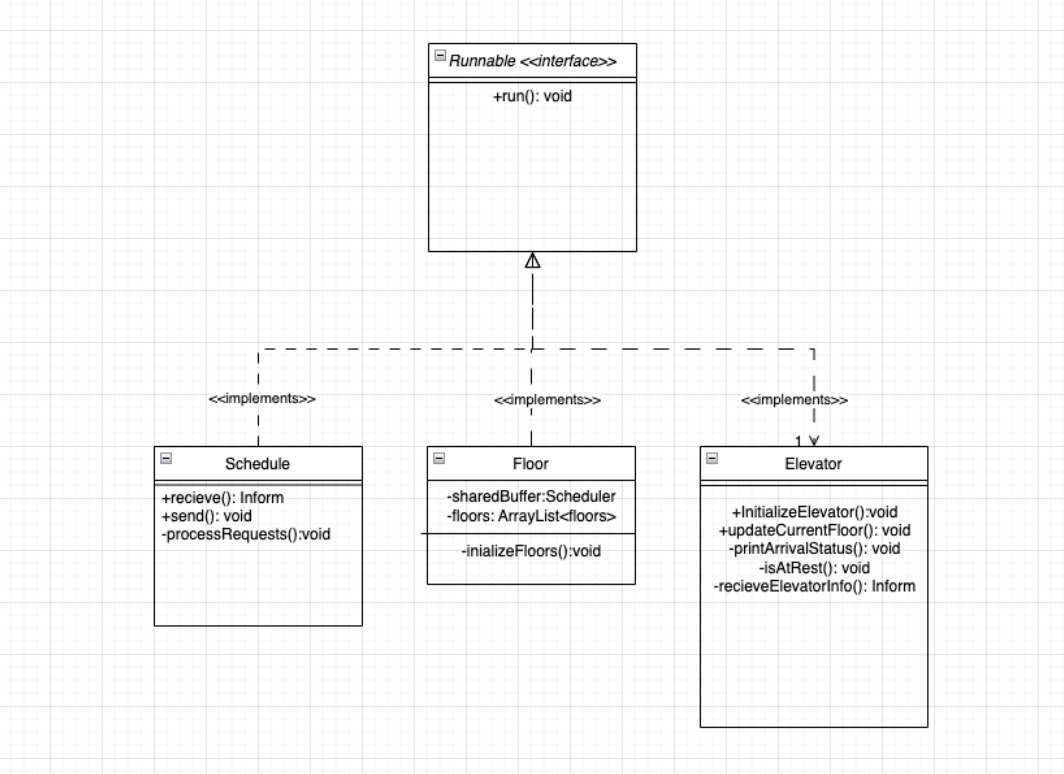 Runnable <<interface>>
+run(): void
<<implements>>
<<implements>>
<<implements>>
1
Schedule
+recieve(): Inform
+send(): void
-processRequests():void
Floor
-sharedBuffer:Scheduler
-floors: ArrayList<floors>
-inializeFloors():void
Elevator
+InitializeElevator():void
+updateCurrentFloor(): void
-printArrivalStatus(): void
-isAtRest(): void
-recieveElevatorInfo(): Inform